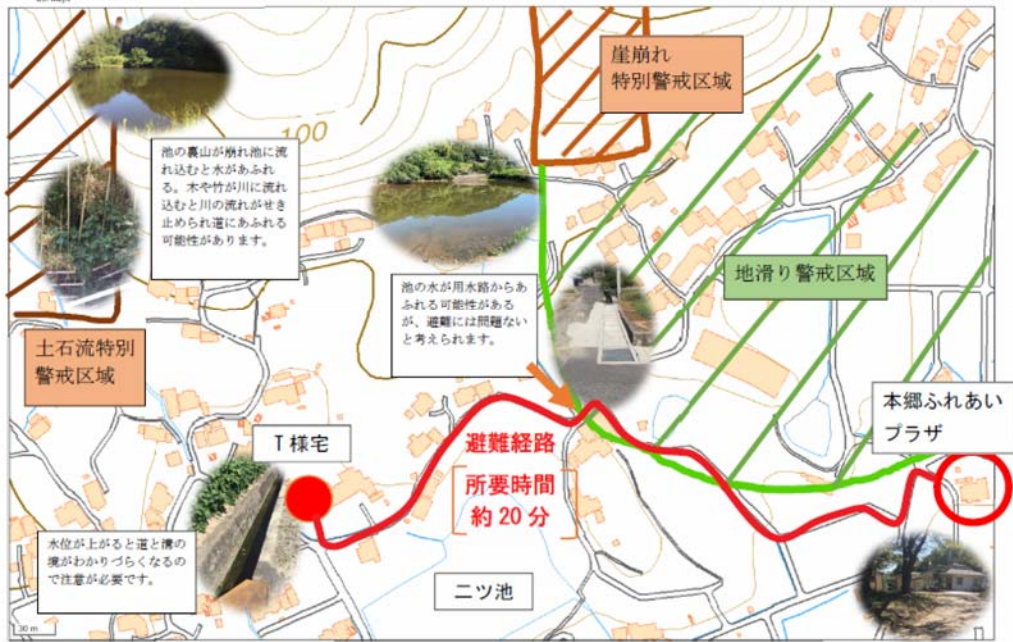 崖崩れ
特別警戒区域
100
池の裏山が崩れ池に流
れ込むと水があふれ
る。木や竹が川に流れ
込むと川の流れがせき
止められ道にあふれる
可能性があります。
地滑り警戒区域
池の水が用水路からあ
ふれる可能性がある
が、避難には問題ない
と考えられます。
土石流特別
警戒区域
本郷ふれあい
プラザ
T様宅
避難経路
所要時間
約20分
水位が上がると道と溝の
境がわかりづらくなるの
で注意が必要です。
二ツ池
30 m